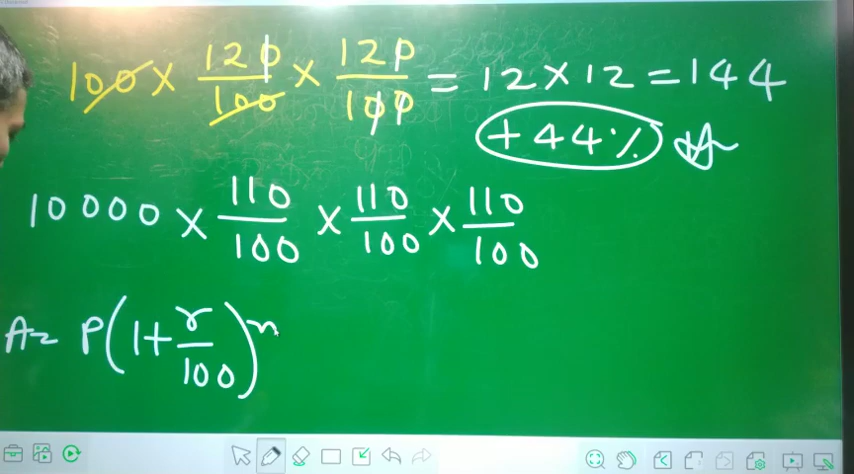 100 × 120/100 × 120/100 = 12 × 12 = 144
+44%
10000 × 110/100 × 110/100 × 110/100
A = P(1 + r/100)^n